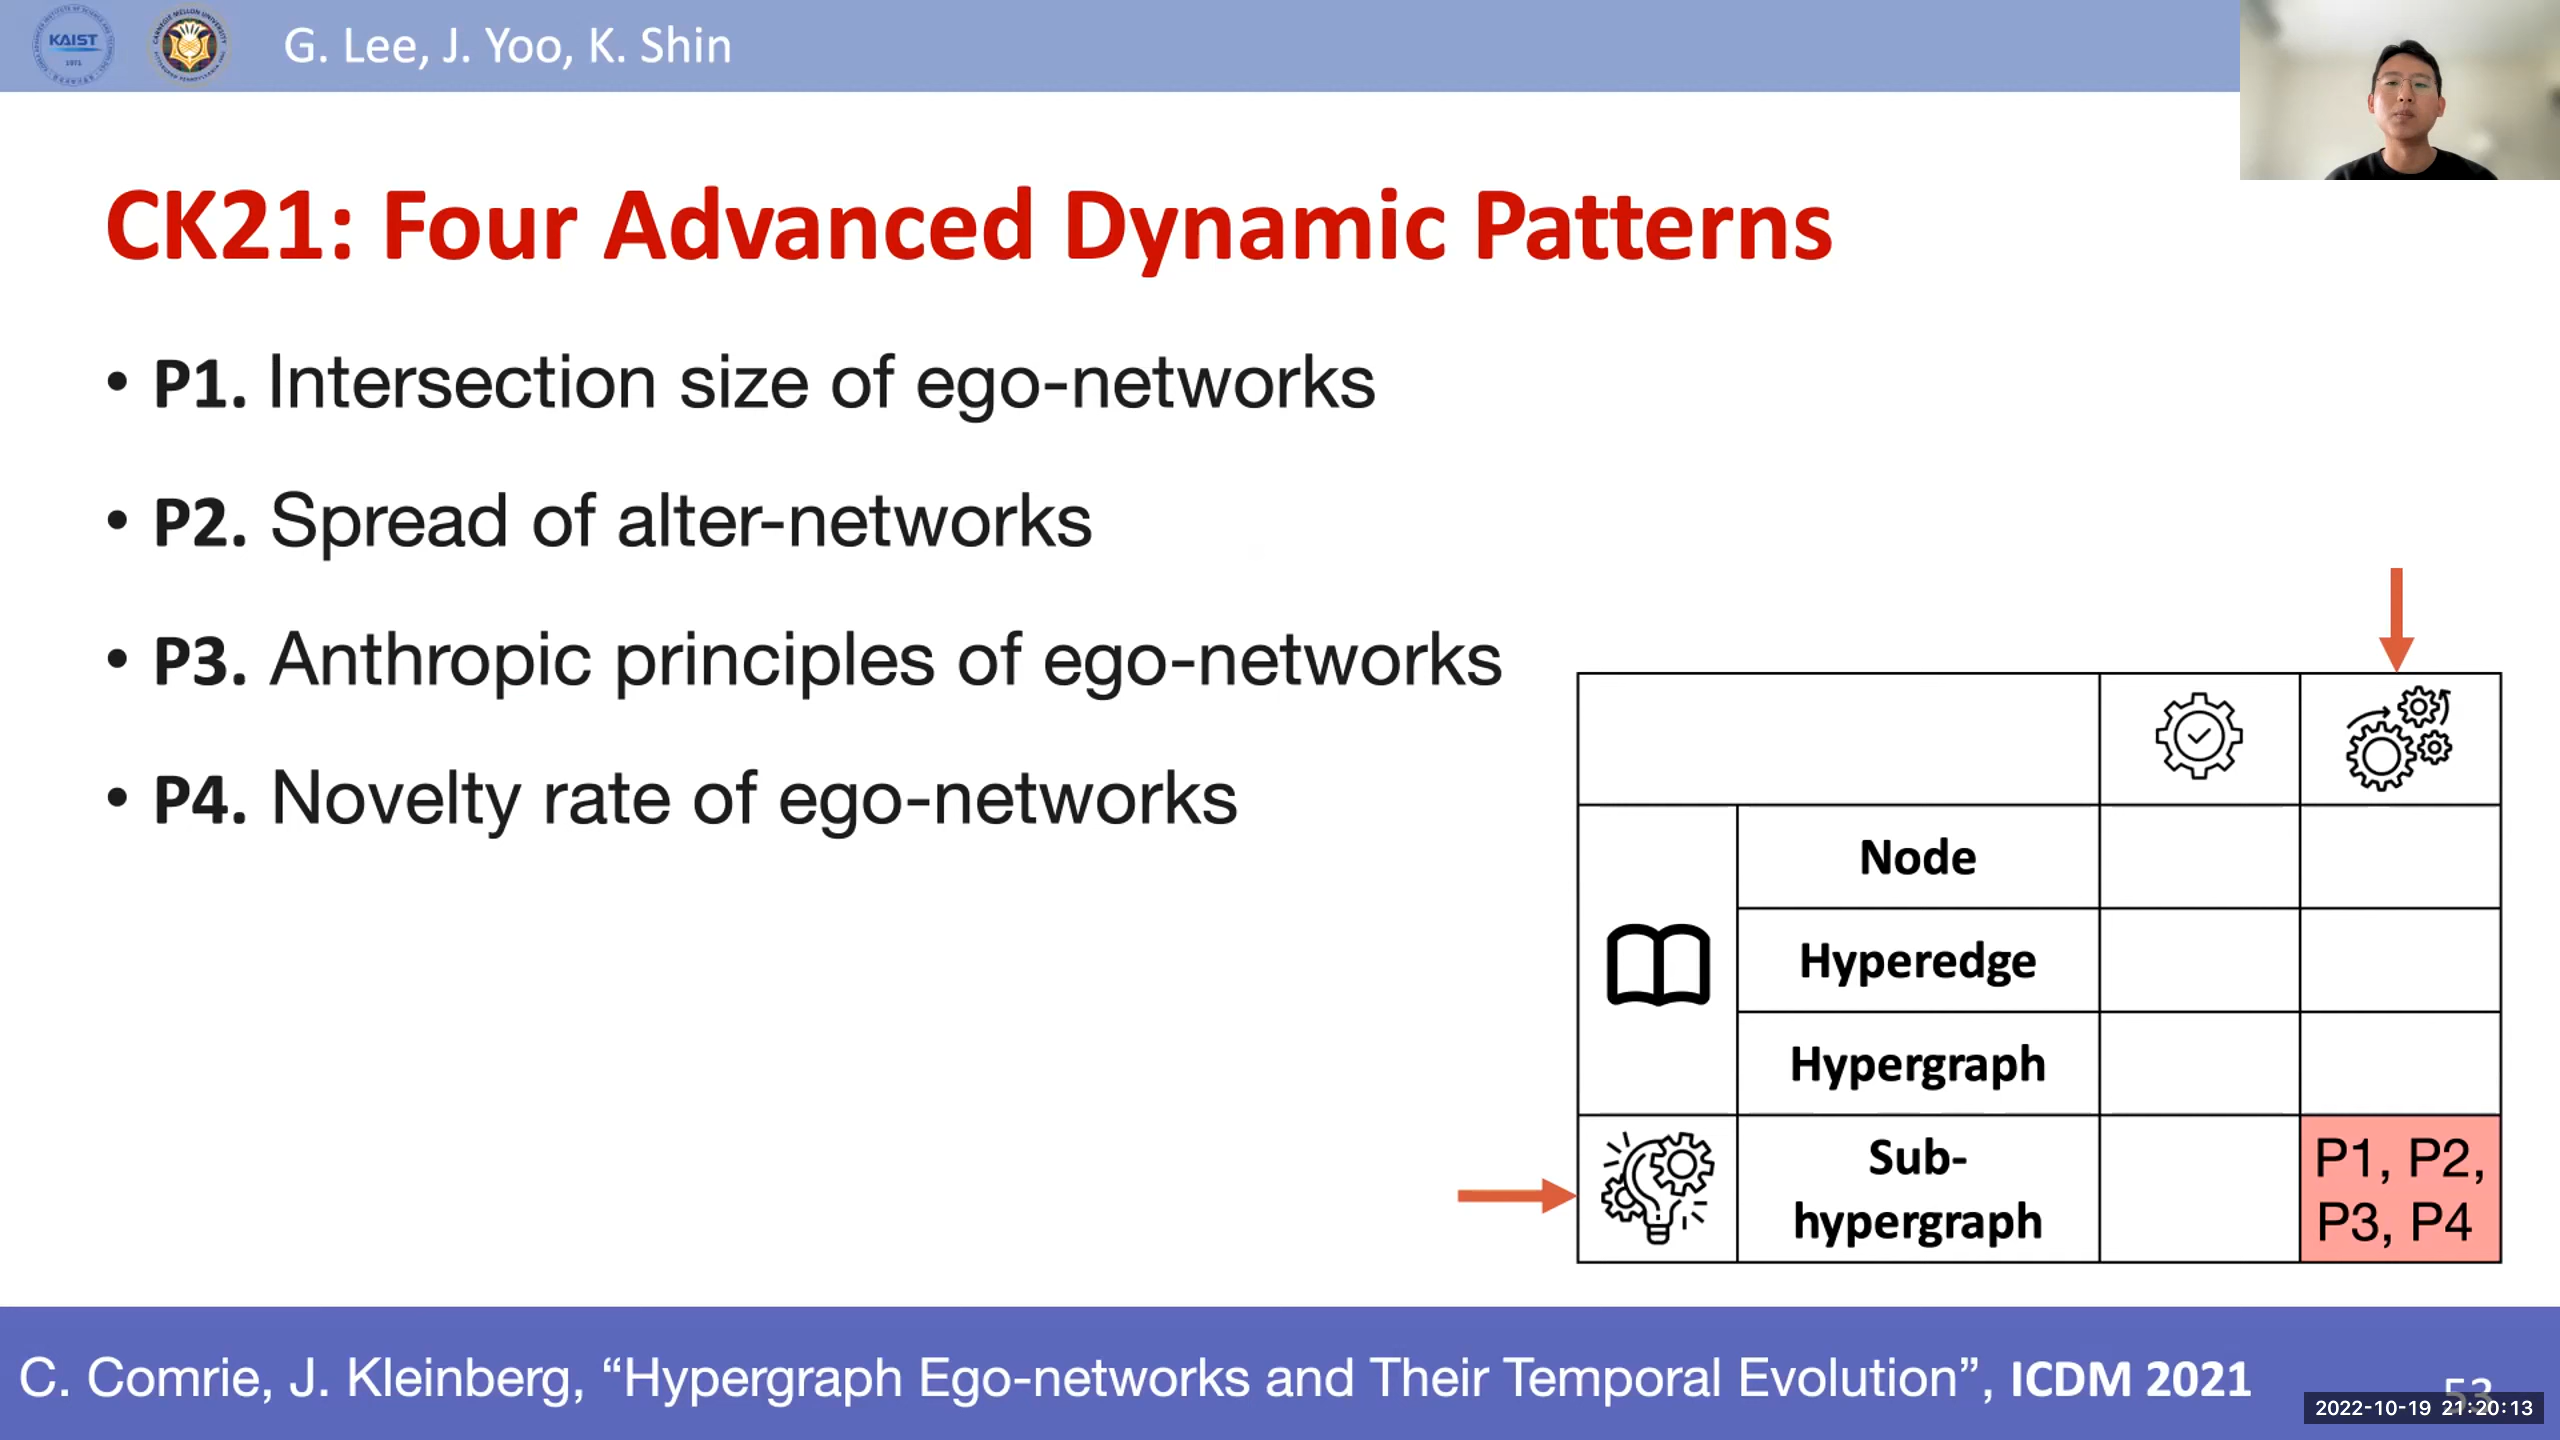 KAIST
1971
G. Lee, J. Yoo, K. Shin
CK21: Four Advanced Dynamic Patterns
• P1. Intersection size of ego-networks
• P2. Spread of alter-networks
• P3. Anthropic principles of ego-networks
• P4. Novelty rate of ego-networks
Node
Hyperedge
Hypergraph
Sub-
hypergraph
P1, P2,
P3, P4
C. Comrie, J. Kleinberg, “Hypergraph Ego-networks and Their Temporal Evolution”, ICDM 2021
53
2022-10-19 21:20:13